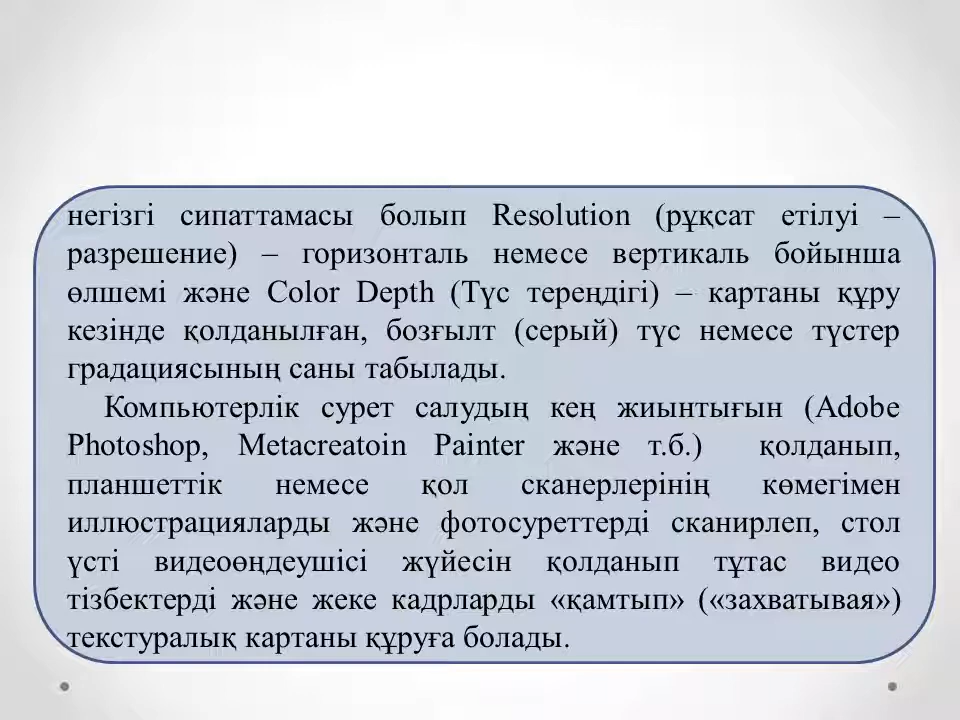 негізгі сипаттамасы болып Resolution (рұқсат етілуі –
разрешение) – горизонталь немесе вертикаль бойынша
өлшемі және Color Depth (Түс тереңдігі) – картаны құру
кезінде қолданылған, бозғылт (серый) түс немесе түстер
градациясының саны табылады.
Компьютерлік сурет салудың кең жиынтығын (Adobe
Photoshop, Metacreatoin Painter және т.б.) қолданып,
планшеттік немесе қол сканерлерінің көмегімен
иллюстрацияларды және фотосуреттерді сканирлеп, стол
үсті видеоөңдеушісі жүйесін қолданып тұтас видео
тізбектерді және жеке кадрларды «қамтып» («захватывая»)
текстуралық картаны құруға болады.